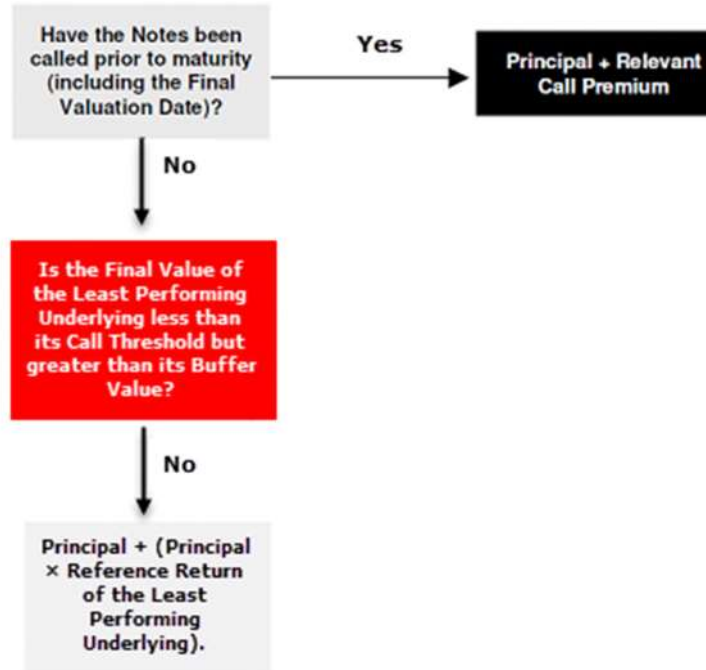 Have the Notes been
called prior to maturity
(including the Final
Valuation Date)?
Yes
Principal + Relevant
Call Premium
No
Is the Final Value of
the Least Performing
Underlying less than
its Call Threshold but
greater than its Buffer
Value?
No
Principal + (Principal
× Reference Return
of the Least
Performing
Underlying).